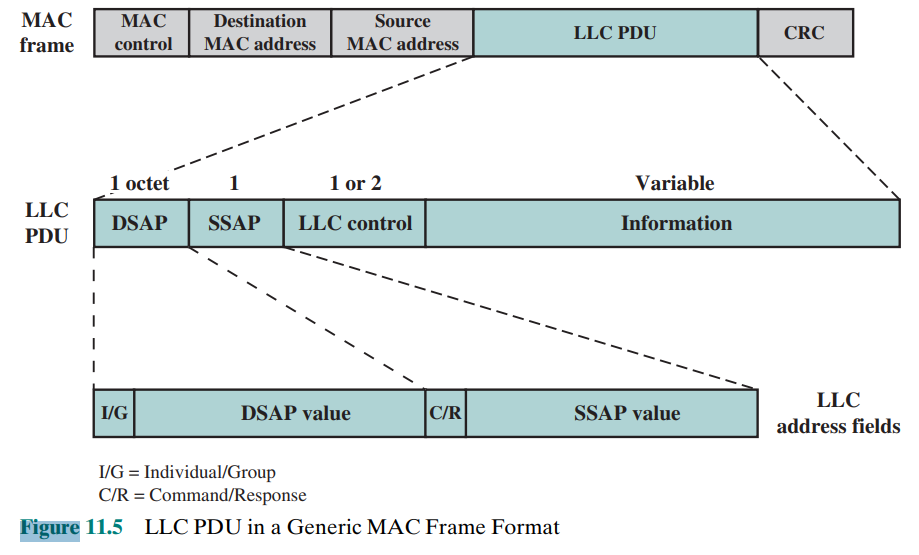 MAC
frame
MAC
control
Destination
MAC address
Source
MAC address
LLC PDU
CRC
1 octet
1
1 or 2
Variable
LLC
PDU
DSAP
SSAP
LLC control
Information
I/G
DSAP value
C/R
SSAP value
LLC
address fields
I/G = Individual/Group
C/R = Command/Response
Figure 11.5 LLC PDU in a Generic MAC Frame Format